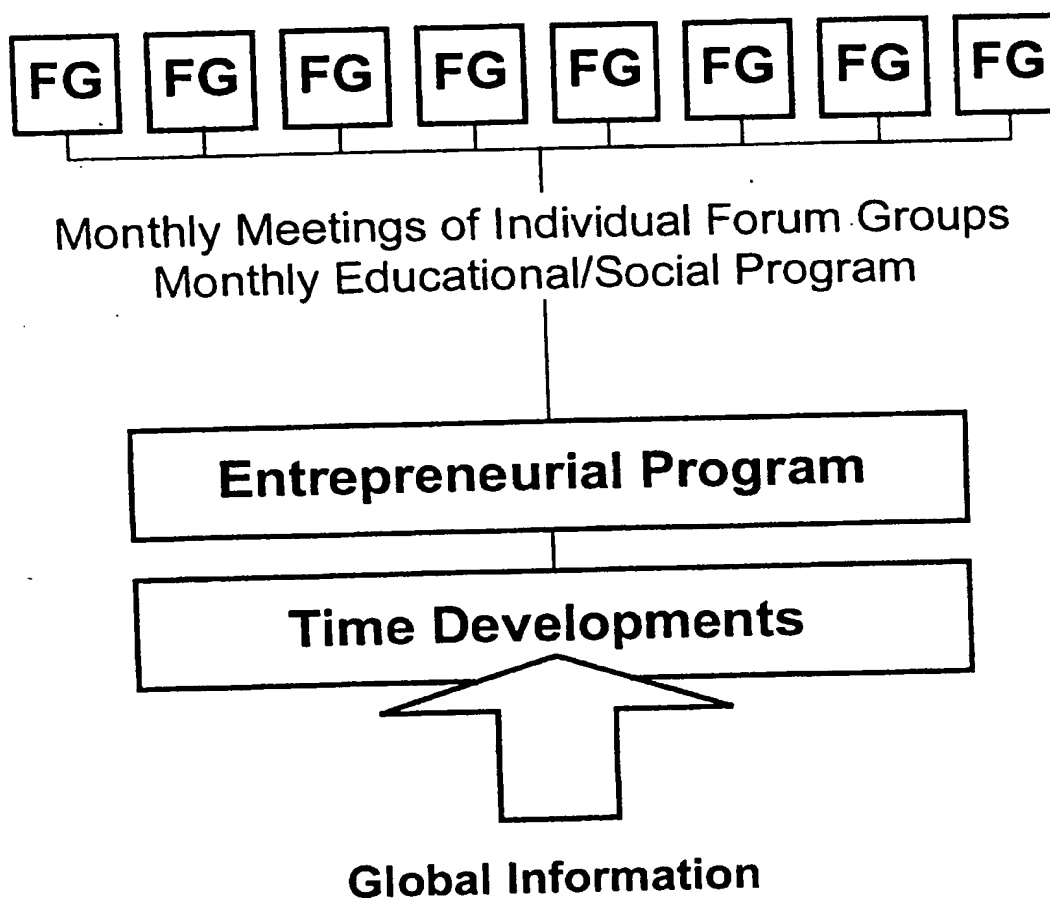 FG FG FG FG FG FG FG FG
Monthly Meetings of Individual Forum Groups
Monthly Educational/Social Program
Entrepreneurial Program
Time Developments
Global Information